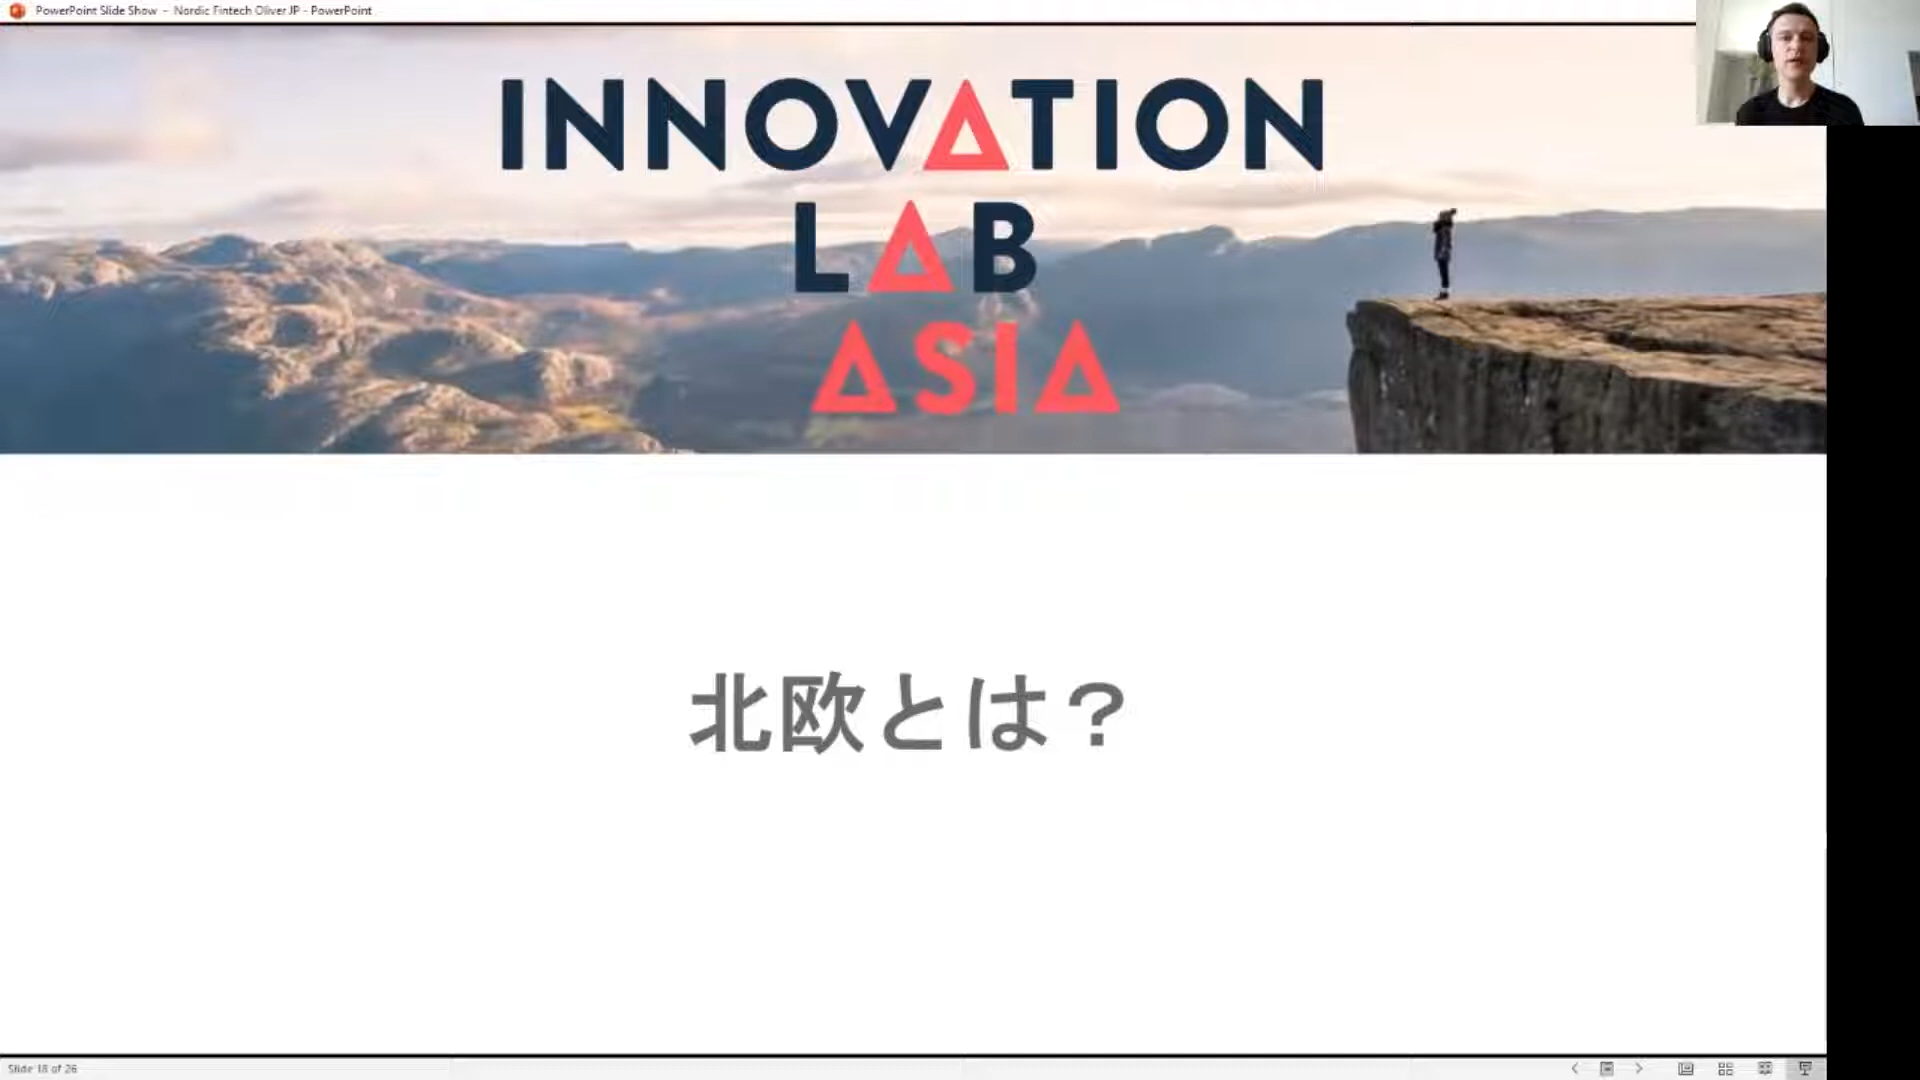 PowerPoint Slide Show - Nordic Fintech Oliver JP - PowerPoint
INNOVATION
LAB
ASIA
北欧とは？
Slide 18 of 26